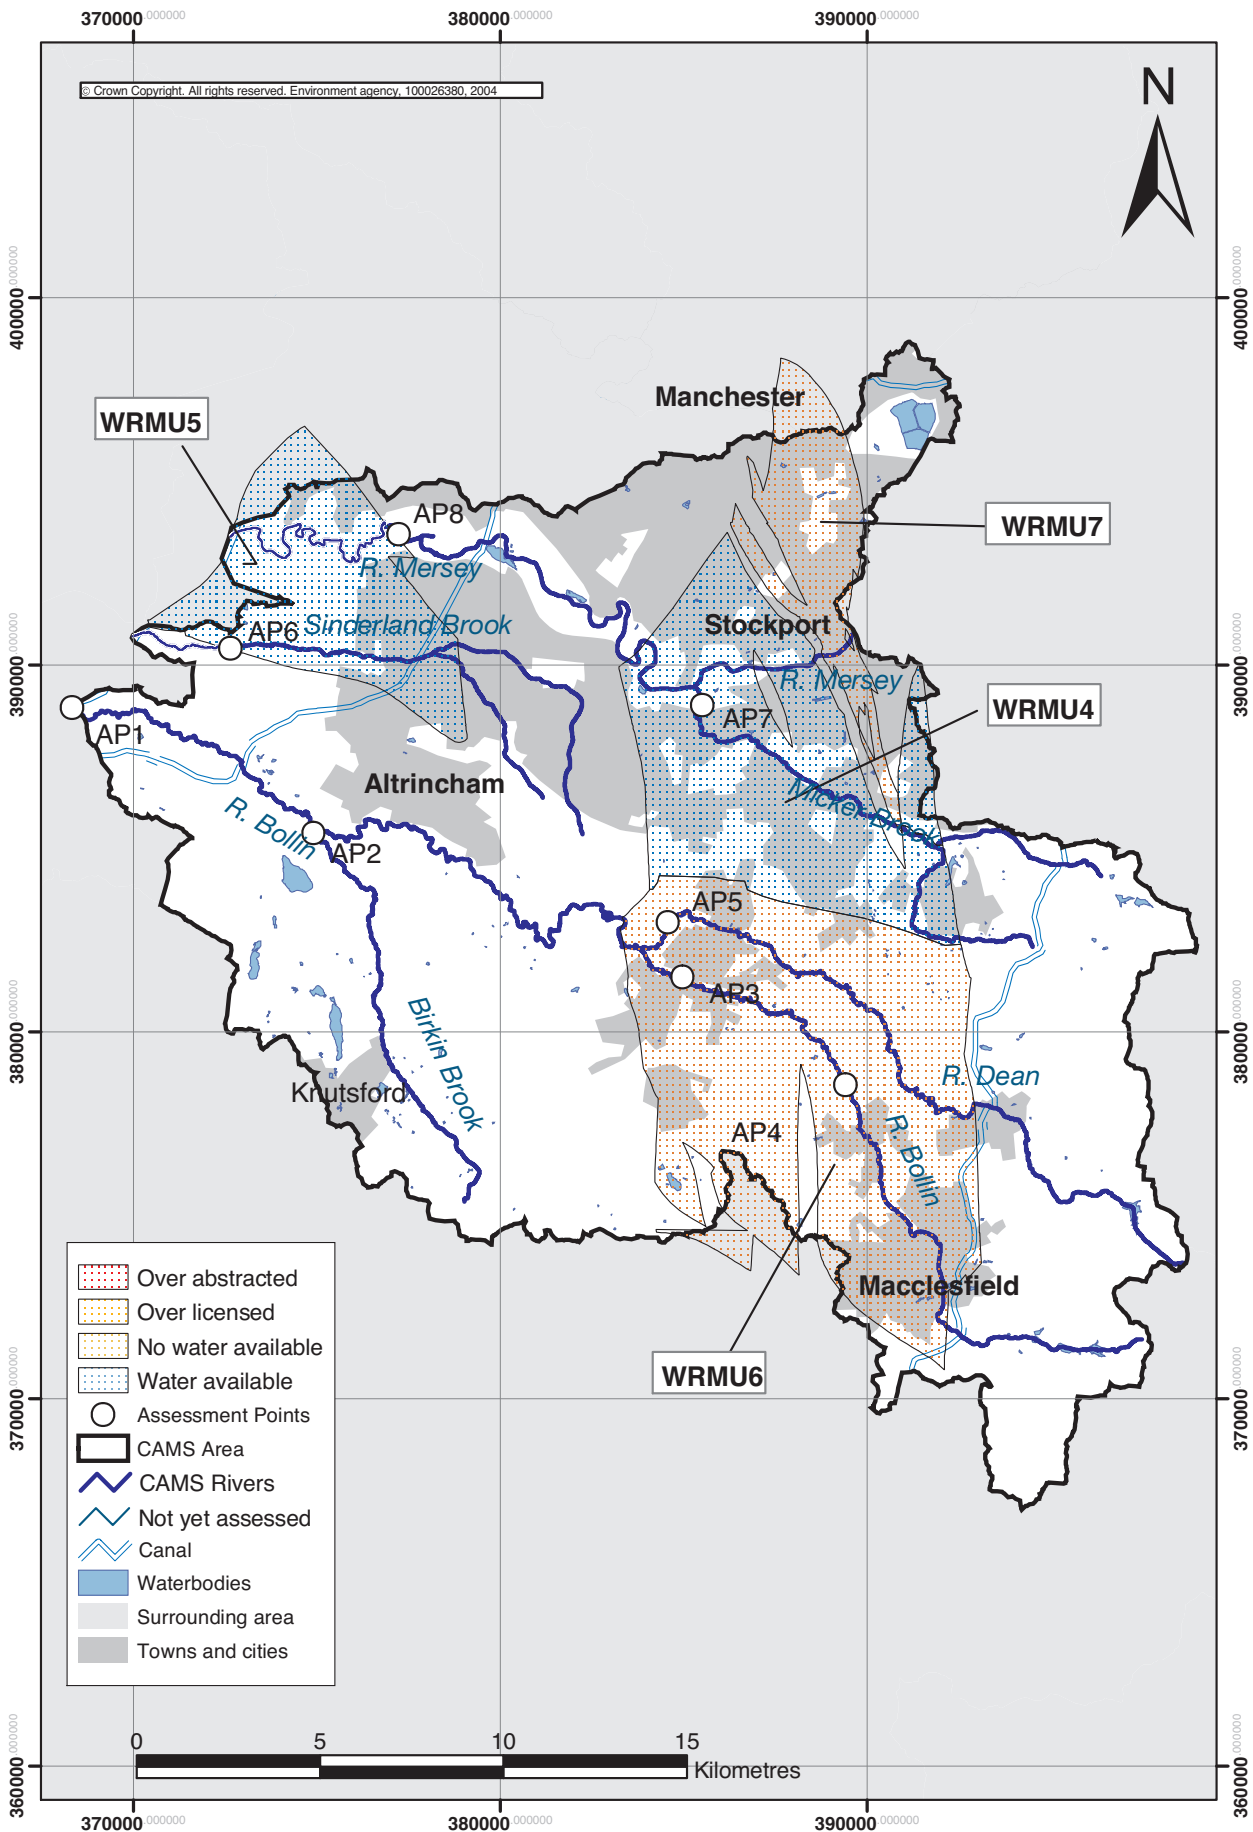 370000.000000 380000.000000 390000.000000
© Crown Copyright. All rights reserved. Environment agency, 100026380, 2004
N
400000.000000
400000.000000
Manchester
WRMU5
AP8
WRMU7
R. Mersey
AP6
Sinderland Brook
Stockport
390000.000000
390000.000000
R. Mersey
WRMU4
AP1
AP7
Altrincham
Micker Brook
R. Bollin
AP2
AP5
AP3
380000.000000
380000.000000
Birkin Brook
R. Dean
Knutsford
AP4
R. Bollin
Macclesfield
WRMU6
370000.000000
370000.000000
Over abstracted
Over licensed
No water available
Water available
Assessment Points
CAMS Area
CAMS Rivers
Not yet assessed
Canal
Waterbodies
Surrounding area
Towns and cities
0 5 10 15
Kilometres
360000.000000
360000.000000
370000.000000 380000.000000 390000.000000